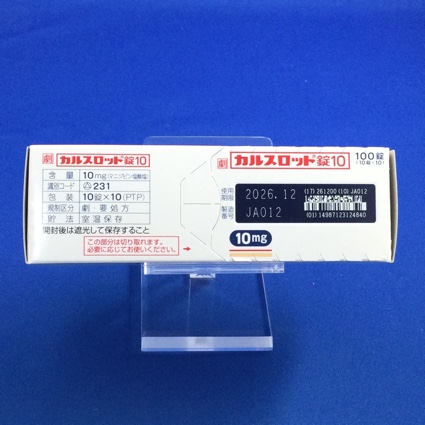 劇 カルスロット錠10
含量 10mg(マニジピン塩酸塩)
識別コード 231
包装 10錠×10(PTP)
規制区分 劇・要処方
貯法 室温保存
開封後は遮光して保存すること
この部分は切り取れます。
必要に応じてお使いください。
劇 カルスロット錠10 100錠
(10錠×10)
使用期限 2026.12
製造番号 JA012
(17) 261200 (10) JA012
(01) 14987123124840
10mg